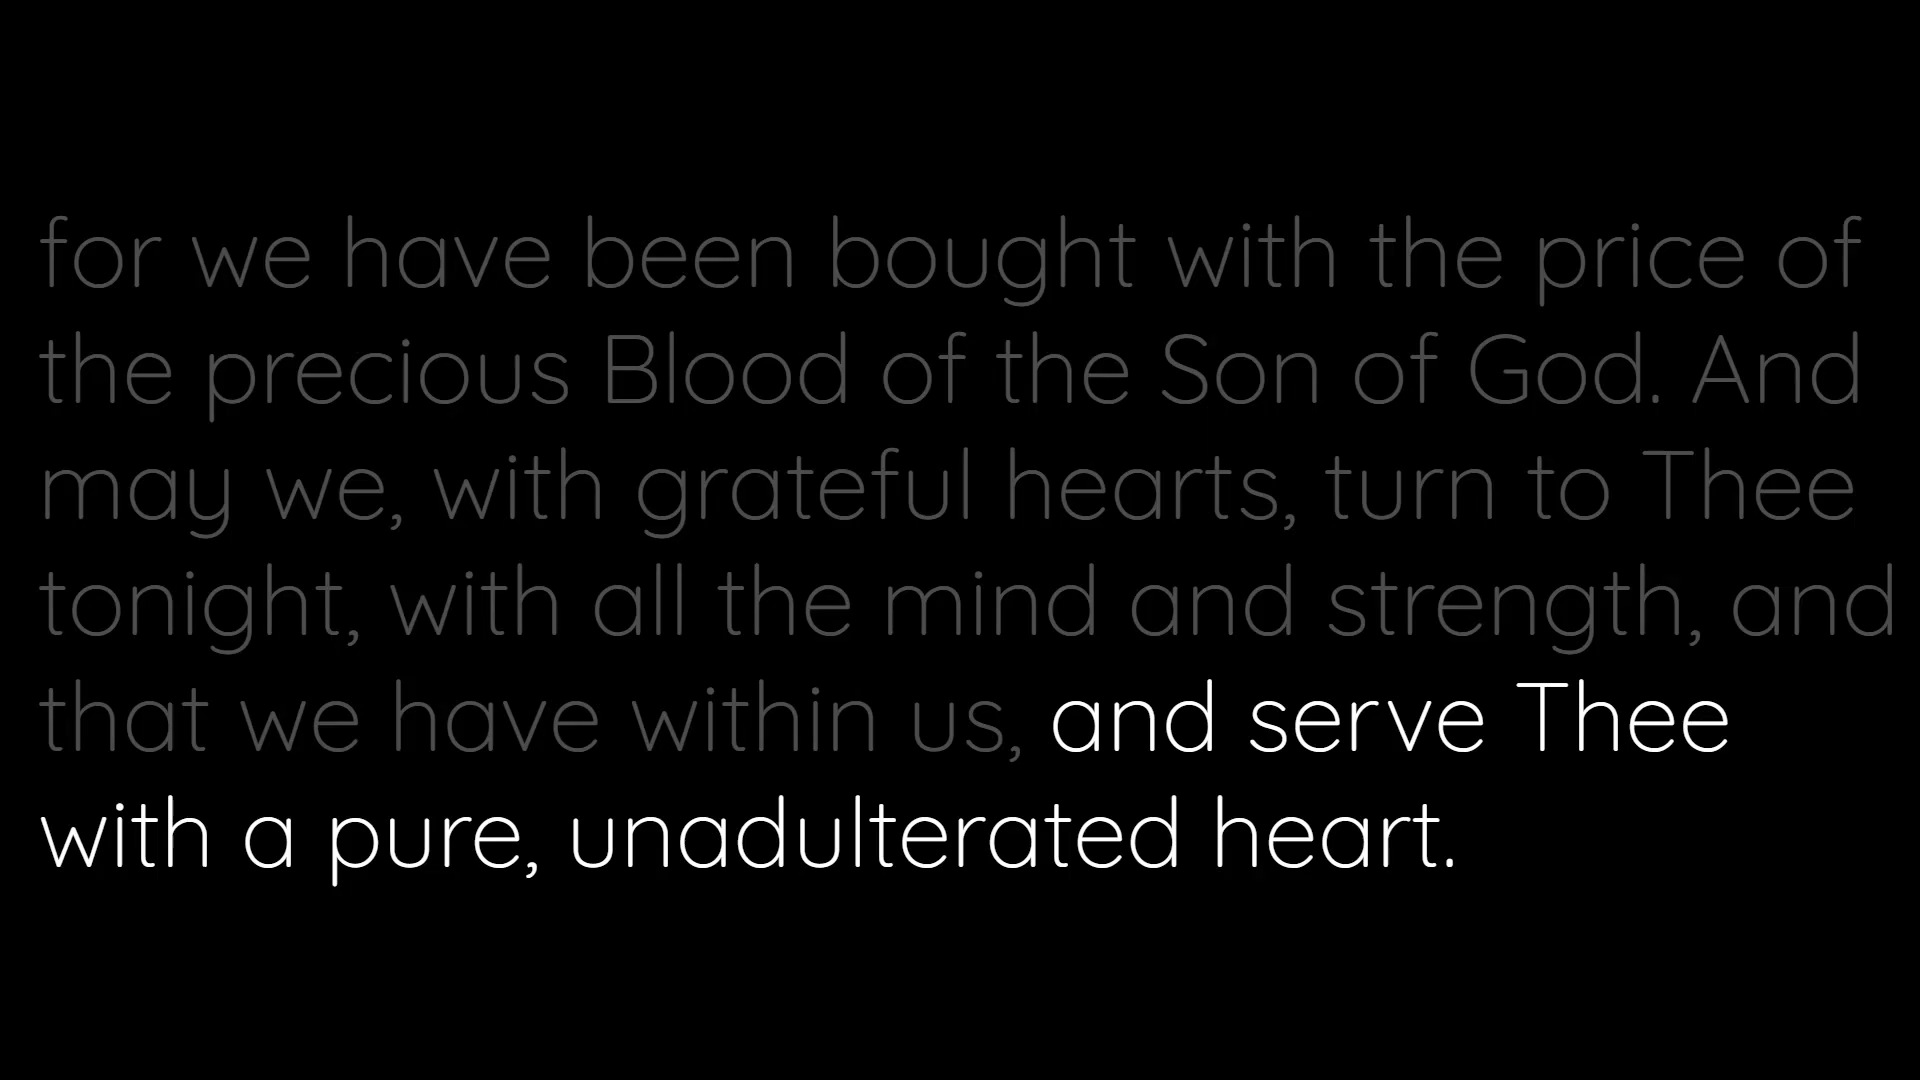 for we have been bought with the price of
the precious Blood of the Son of God. And
may we, with grateful hearts, turn to Thee
tonight, with all the mind and strength, and
that we have within us, and serve Thee
with a pure, unadulterated heart.